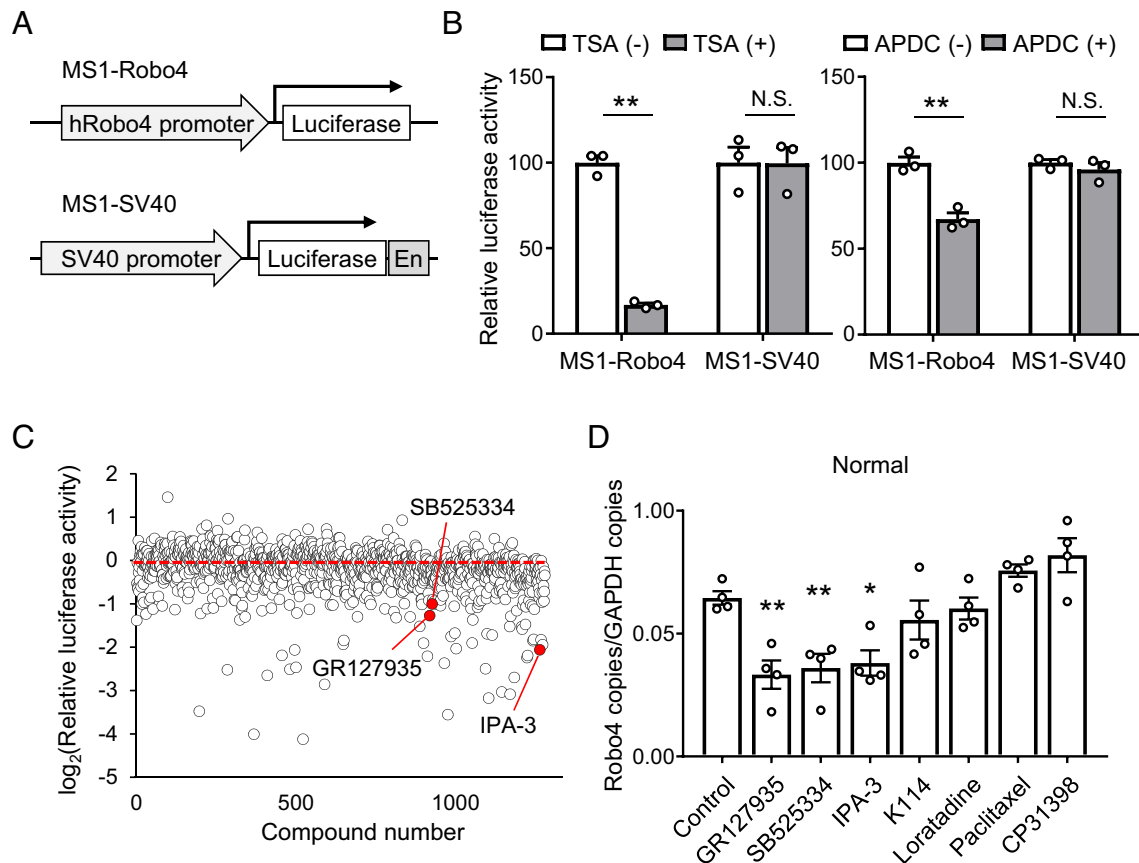 A
MS1-Robo4
hRobo4 promoter
Luciferase
MS1-SV40
SV40 promoter
Luciferase
En
B
TSA (-) TSA (+)
APDC (-) APDC (+)
Relative luciferase activity
150
100
50
0
**
N.S.
MS1-Robo4 MS1-SV40
150
100
50
0
**
N.S.
MS1-Robo4 MS1-SV40
C
log2(Relative luciferase activity)
2
1
0
-1
-2
-3
-4
-5
SB525334
GR127935
IPA-3
0 500 1000
Compound number
D
Normal
Robo4 copies/GAPDH copies
1.00
0.05
0.00
**
**
*
Control
GR127935
SB525334
IPA-3
K114
Loratadine
Paclitaxel
CP31398